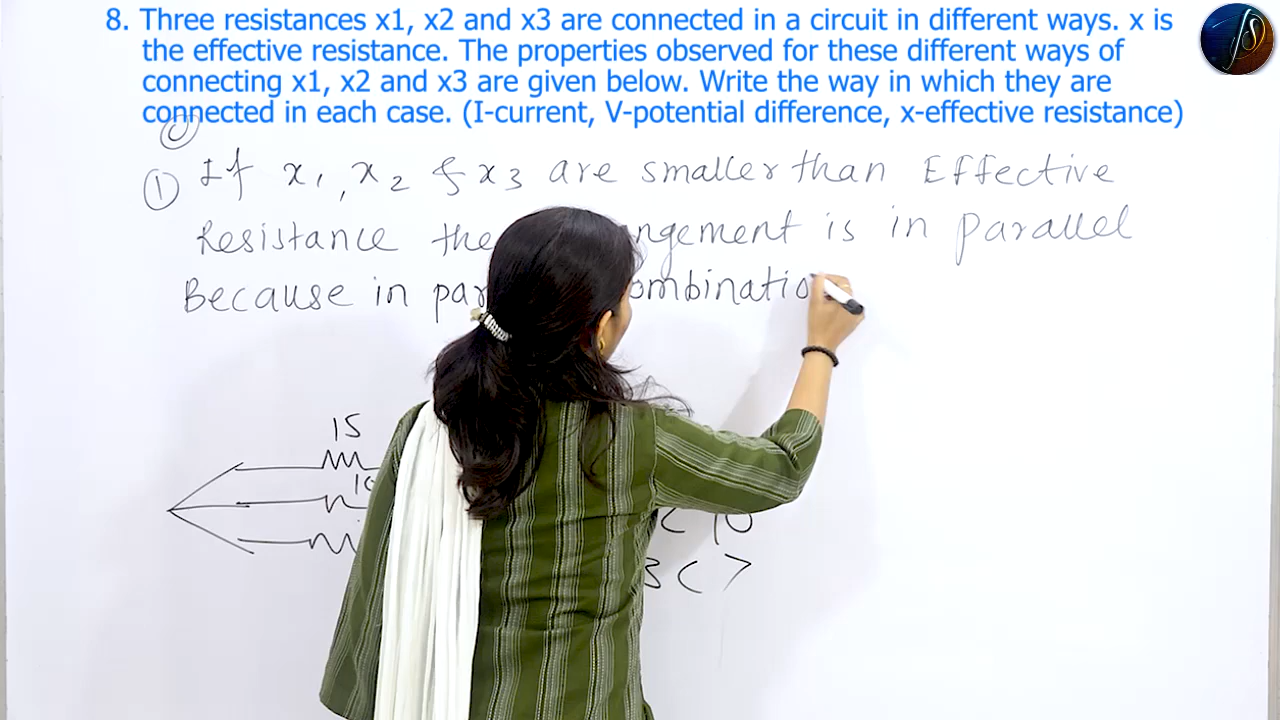 8. Three resistances x1, x2 and x3 are connected in a circuit in different ways. x is
the effective resistance. The properties observed for these different ways of
connecting x1, x2 and x3 are given below. Write the way in which they are
connected in each case. (I-current, V-potential difference, x-effective resistance)
① If x1, x2 & x3 are smaller than Effective
Resistance the ngement is in parallel
Because in par ombinatio
15
10
< 10
3 < 7